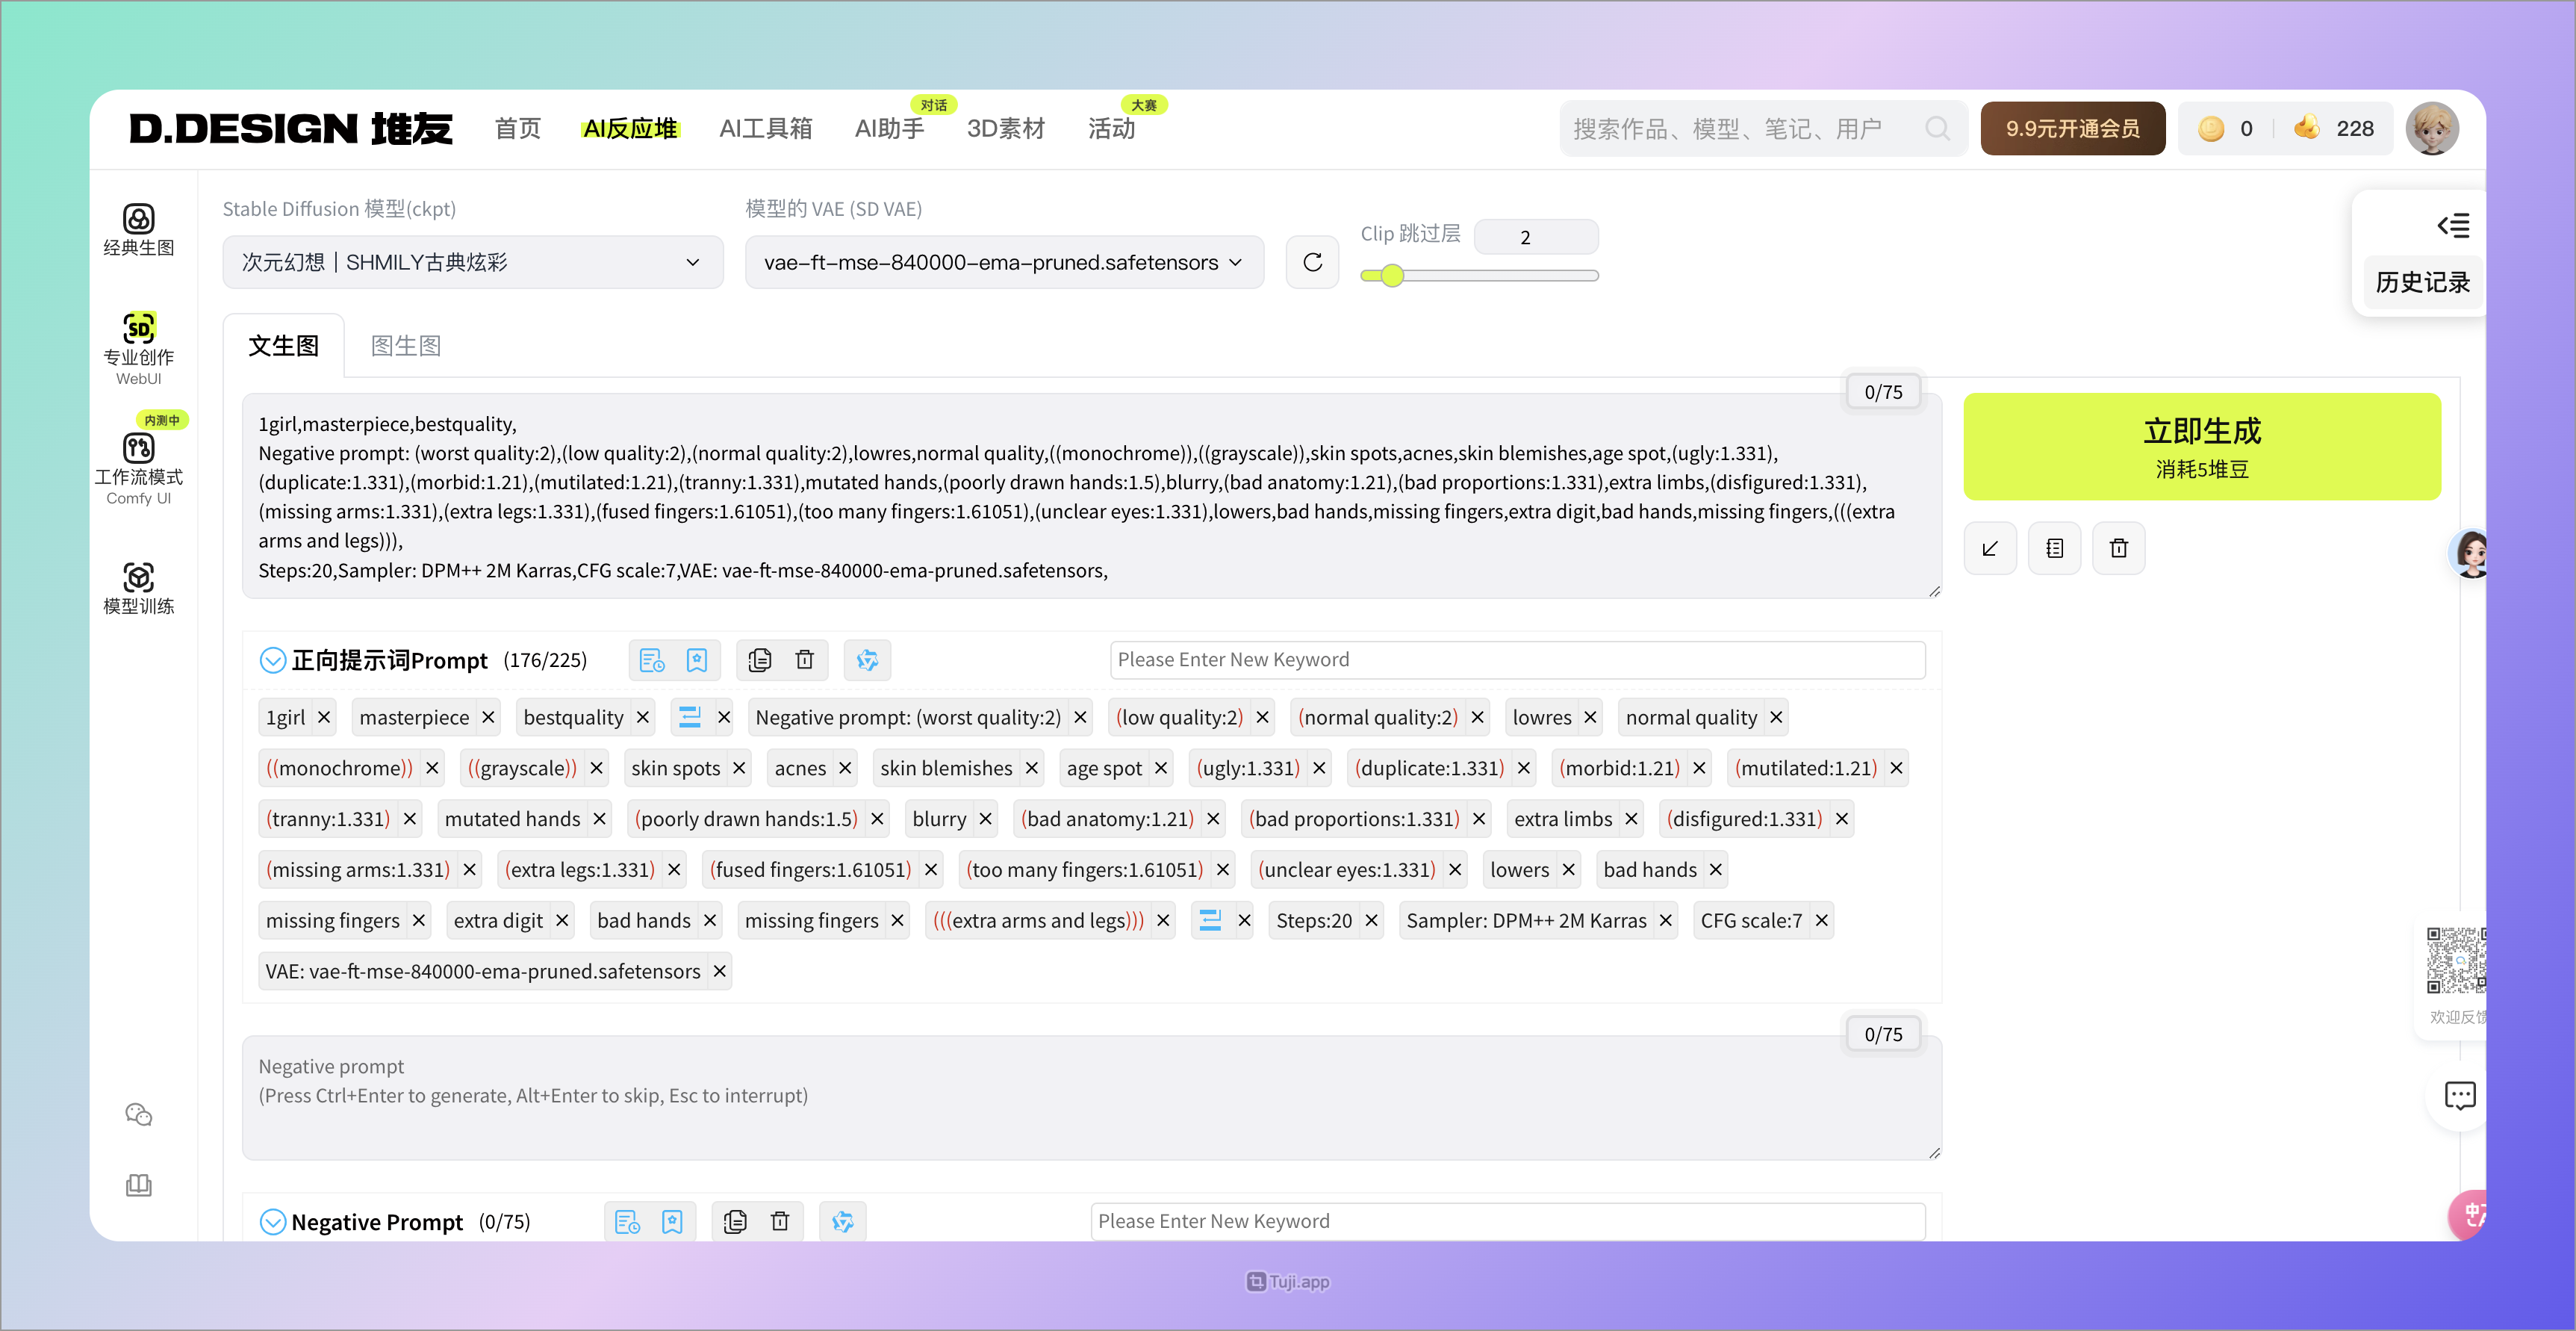 D.DESIGN 堆友
首页
AI反应堆
AI工具箱
AI助手
对话
3D素材
活动
大赛
搜索作品、模型、笔记、用户
9.9元开通会员
0
228
经典生图
SD
专业创作
WebUI
内测中
工作流模式
Comfy UI
模型训练
Stable Diffusion 模型(ckpt)
次元幻想｜SHMILY古典炫彩
模型的 VAE (SD VAE)
vae-ft-mse-840000-ema-pruned.safetensors
Clip 跳过层
2
历史记录
文生图
图生图
0/75
1girl,masterpiece,bestquality,
Negative prompt: (worst quality:2),(low quality:2),(normal quality:2),lowres,normal quality,((monochrome)),((grayscale)),skin spots,acnes,skin blemishes,age spot,(ugly:1.331),
(duplicate:1.331),(morbid:1.21),(mutilated:1.21),(tranny:1.331),mutated hands,(poorly drawn hands:1.5),blurry,(bad anatomy:1.21),(bad proportions:1.331),extra limbs,(disfigured:1.331),
(missing arms:1.331),(extra legs:1.331),(fused fingers:1.61051),(too many fingers:1.61051),(unclear eyes:1.331),lowers,bad hands,missing fingers,extra digit,bad hands,missing fingers,(((extra
arms and legs))),
Steps:20,Sampler: DPM++ 2M Karras,CFG scale:7,VAE: vae-ft-mse-840000-ema-pruned.safetensors,
立即生成
消耗5堆豆
正向提示词Prompt (176/225)
Please Enter New Keyword
1girl × masterpiece × bestquality × × Negative prompt: (worst quality:2) × (low quality:2) × (normal quality:2) × lowres × normal quality ×
((monochrome)) × ((grayscale)) × skin spots × acnes × skin blemishes × age spot × (ugly:1.331) × (duplicate:1.331) × (morbid:1.21) × (mutilated:1.21) ×
(tranny:1.331) × mutated hands × (poorly drawn hands:1.5) × blurry × (bad anatomy:1.21) × (bad proportions:1.331) × extra limbs × (disfigured:1.331) ×
(missing arms:1.331) × (extra legs:1.331) × (fused fingers:1.61051) × (too many fingers:1.61051) × (unclear eyes:1.331) × lowers × bad hands ×
missing fingers × extra digit × bad hands × missing fingers × (((extra arms and legs))) × × Steps:20 × Sampler: DPM++ 2M Karras × CFG scale:7 ×
VAE: vae-ft-mse-840000-ema-pruned.safetensors ×
欢迎反馈
0/75
Negative prompt
(Press Ctrl+Enter to generate, Alt+Enter to skip, Esc to interrupt)
Negative Prompt (0/75)
Please Enter New Keyword
中
Tuji.app